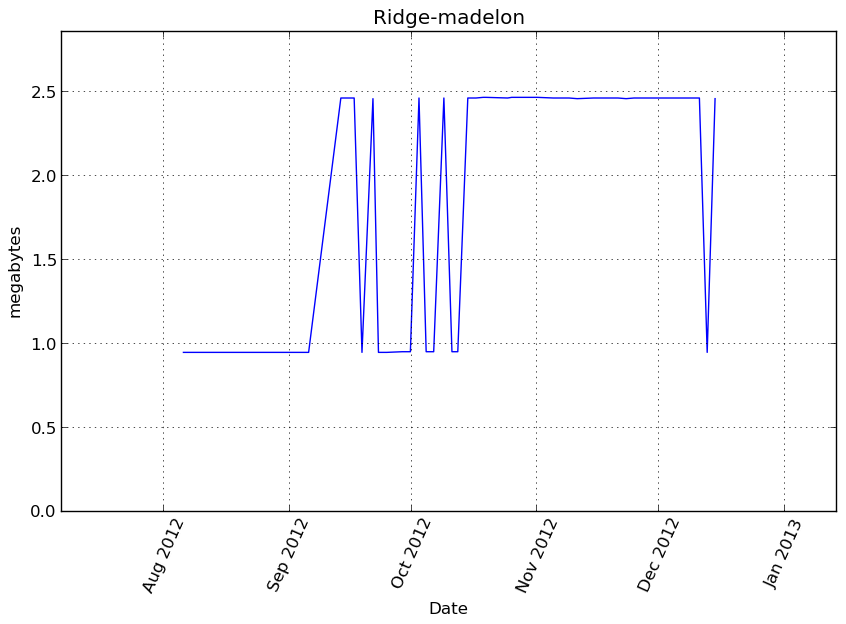 Ridge-madelon
megabytes
2.5
2.0
1.5
1.0
0.5
0.0
Aug 2012
Sep 2012
Oct 2012
Nov 2012
Dec 2012
Jan 2013
Date